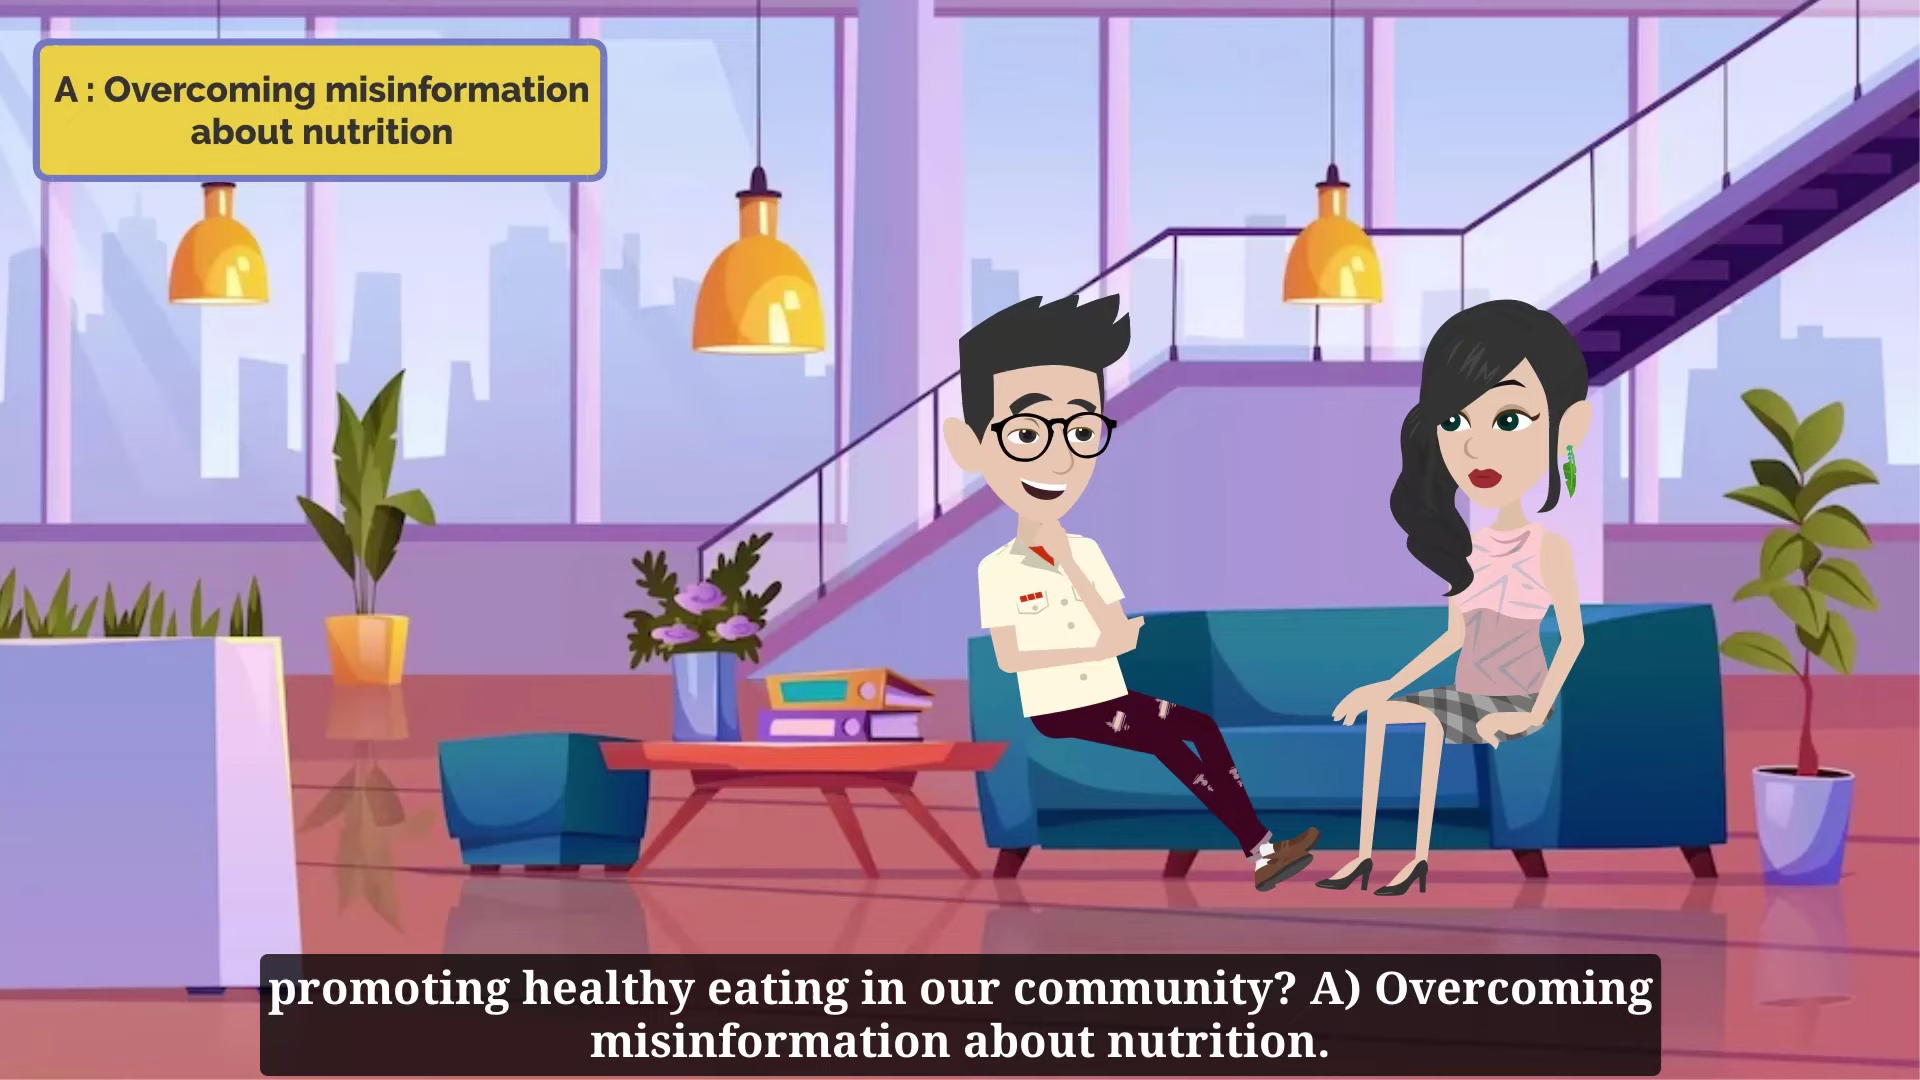 A : Overcoming misinformation
about nutrition
promoting healthy eating in our community? A) Overcoming
misinformation about nutrition.